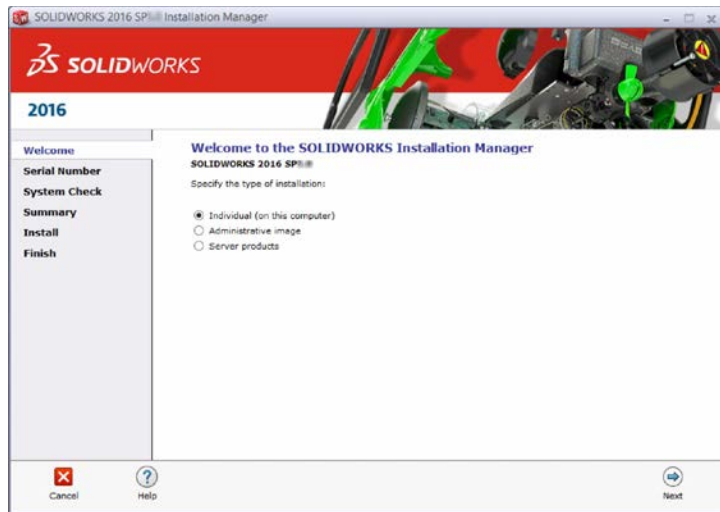 SOLIDWORKS 2016 SP Installation Manager
SOLIDWORKS
2016
Welcome
Serial Number
System Check
Summary
Install
Finish
Welcome to the SOLIDWORKS Installation Manager
SOLIDWORKS 2016 SP
Specify the type of installation:
Individual (on this computer)
Administrative image
Server products
Cancel
Help
Next